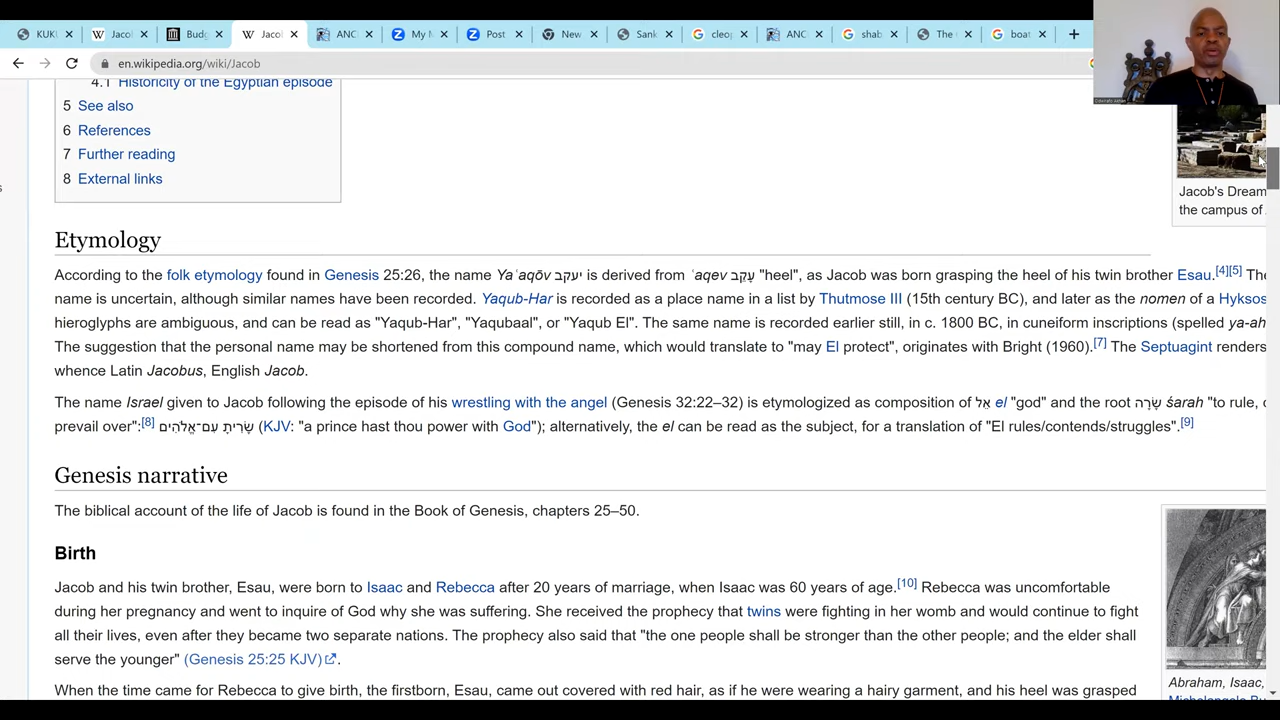 KUKU
Jacol
Budg
Jacol
ANCI
My M
Post
New
Sank
cleop
ANCI
shab
The C
boat
en.wikipedia.org/wiki/Jacob
4.1 Historicity of the Egyptian episode
5 See also
6 References
7 Further reading
8 External links
Jacob's Dream
the campus of
Etymology
According to the folk etymology found in Genesis 25:26, the name Yaʿaqōv יעקב is derived from ʿaqev עָקֵב "heel", as Jacob was born grasping the heel of his twin brother Esau.[4][5] The
name is uncertain, although similar names have been recorded. Yaqub-Har is recorded as a place name in a list by Thutmose III (15th century BC), and later as the nomen of a Hyksos
hieroglyphs are ambiguous, and can be read as "Yaqub-Har", "Yaqubaal", or "Yaqub El". The same name is recorded earlier still, in c. 1800 BC, in cuneiform inscriptions (spelled ya-ah
The suggestion that the personal name may be shortened from this compound name, which would translate to "may El protect", originates with Bright (1960).[7] The Septuagint renders
whence Latin Jacobus, English Jacob.
The name Israel given to Jacob following the episode of his wrestling with the angel (Genesis 32:22–32) is etymologized as composition of אֵל el "god" and the root שָׂרָה śarah "to rule,
prevail over":[8] שָׂרִיתָ עִם־אֱלֹהִים (KJV: "a prince hast thou power with God"); alternatively, the el can be read as the subject, for a translation of "El rules/contends/struggles".[9]
Genesis narrative
The biblical account of the life of Jacob is found in the Book of Genesis, chapters 25–50.
Birth
Jacob and his twin brother, Esau, were born to Isaac and Rebecca after 20 years of marriage, when Isaac was 60 years of age.[10] Rebecca was uncomfortable
during her pregnancy and went to inquire of God why she was suffering. She received the prophecy that twins were fighting in her womb and would continue to fight
all their lives, even after they became two separate nations. The prophecy also said that "the one people shall be stronger than the other people; and the elder shall
serve the younger" (Genesis 25:25 KJV).
When the time came for Rebecca to give birth, the firstborn, Esau, came out covered with red hair, as if he were wearing a hairy garment, and his heel was grasped
Abraham, Isaac,